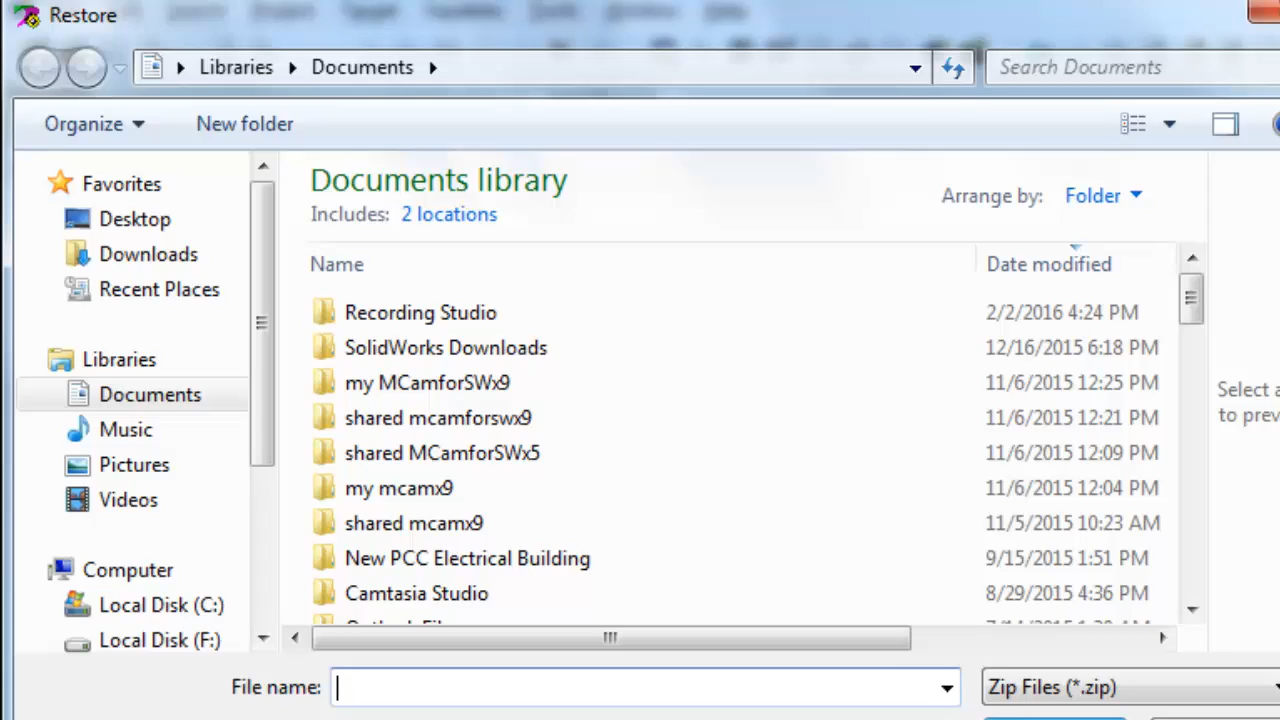 Restore
Libraries Documents
Search Documents
Organize New folder
Favorites
Desktop
Downloads
Recent Places
Libraries
Documents
Music
Pictures
Videos
Computer
Local Disk (C:)
Local Disk (F:)
Documents library
Includes: 2 locations
Arrange by: Folder
Name Date modified
Recording Studio 2/2/2016 4:24 PM
SolidWorks Downloads 12/16/2015 6:18 PM
my MCamforSWx9 11/6/2015 12:25 PM
shared mcamforswx9 11/6/2015 12:21 PM
shared MCamforSWx5 11/6/2015 12:09 PM
my mcamx9 11/6/2015 12:04 PM
shared mcamx9 11/5/2015 10:23 AM
New PCC Electrical Building 9/15/2015 1:51 PM
Camtasia Studio 8/29/2015 4:36 PM
Select a
to prev
File name:
Zip Files (*.zip)